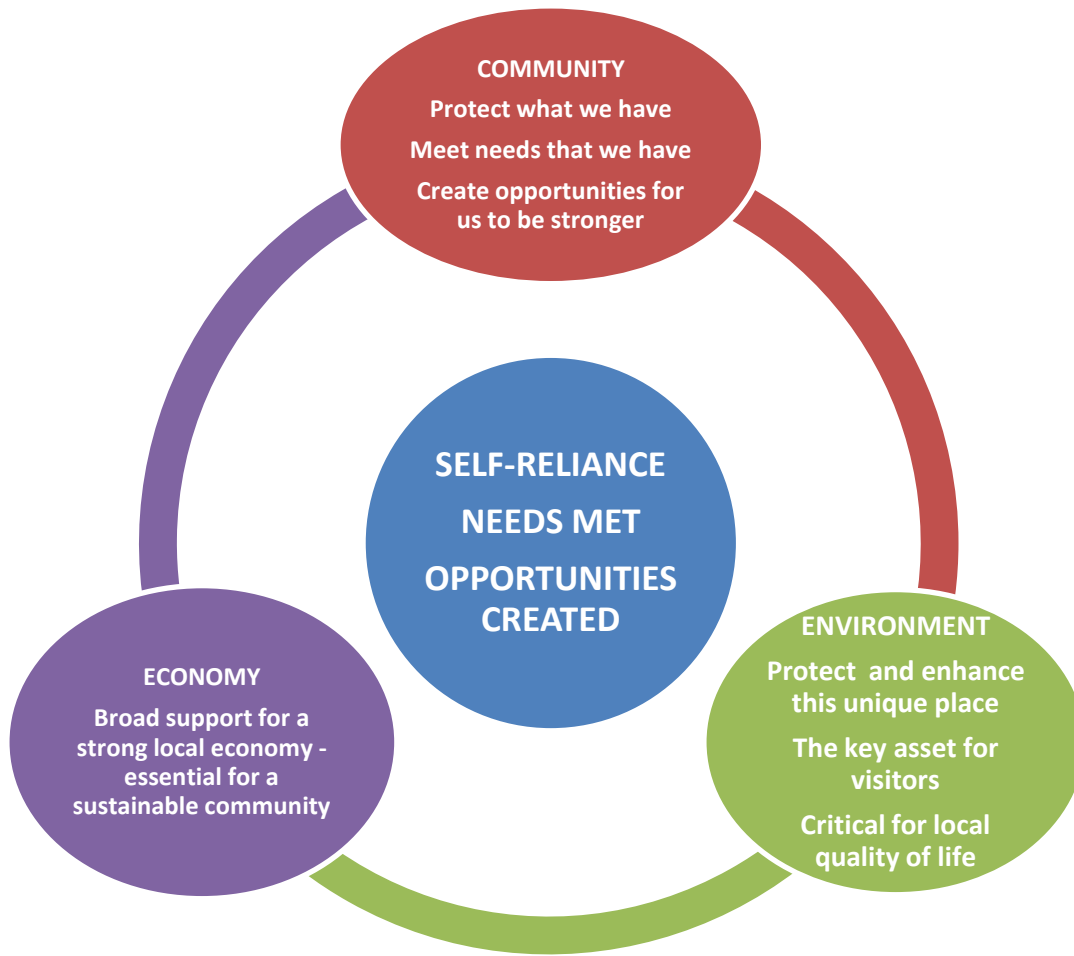 COMMUNITY
Protect what we have
Meet needs that we have
Create opportunities for
us to be stronger
SELF-RELIANCE
NEEDS MET
OPPORTUNITIES
CREATED
ENVIRONMENT
Protect  and enhance
this unique place
The key asset for
visitors
Critical for local
quality of life
ECONOMY
Broad support for a
strong local economy -
essential for a
sustainable community